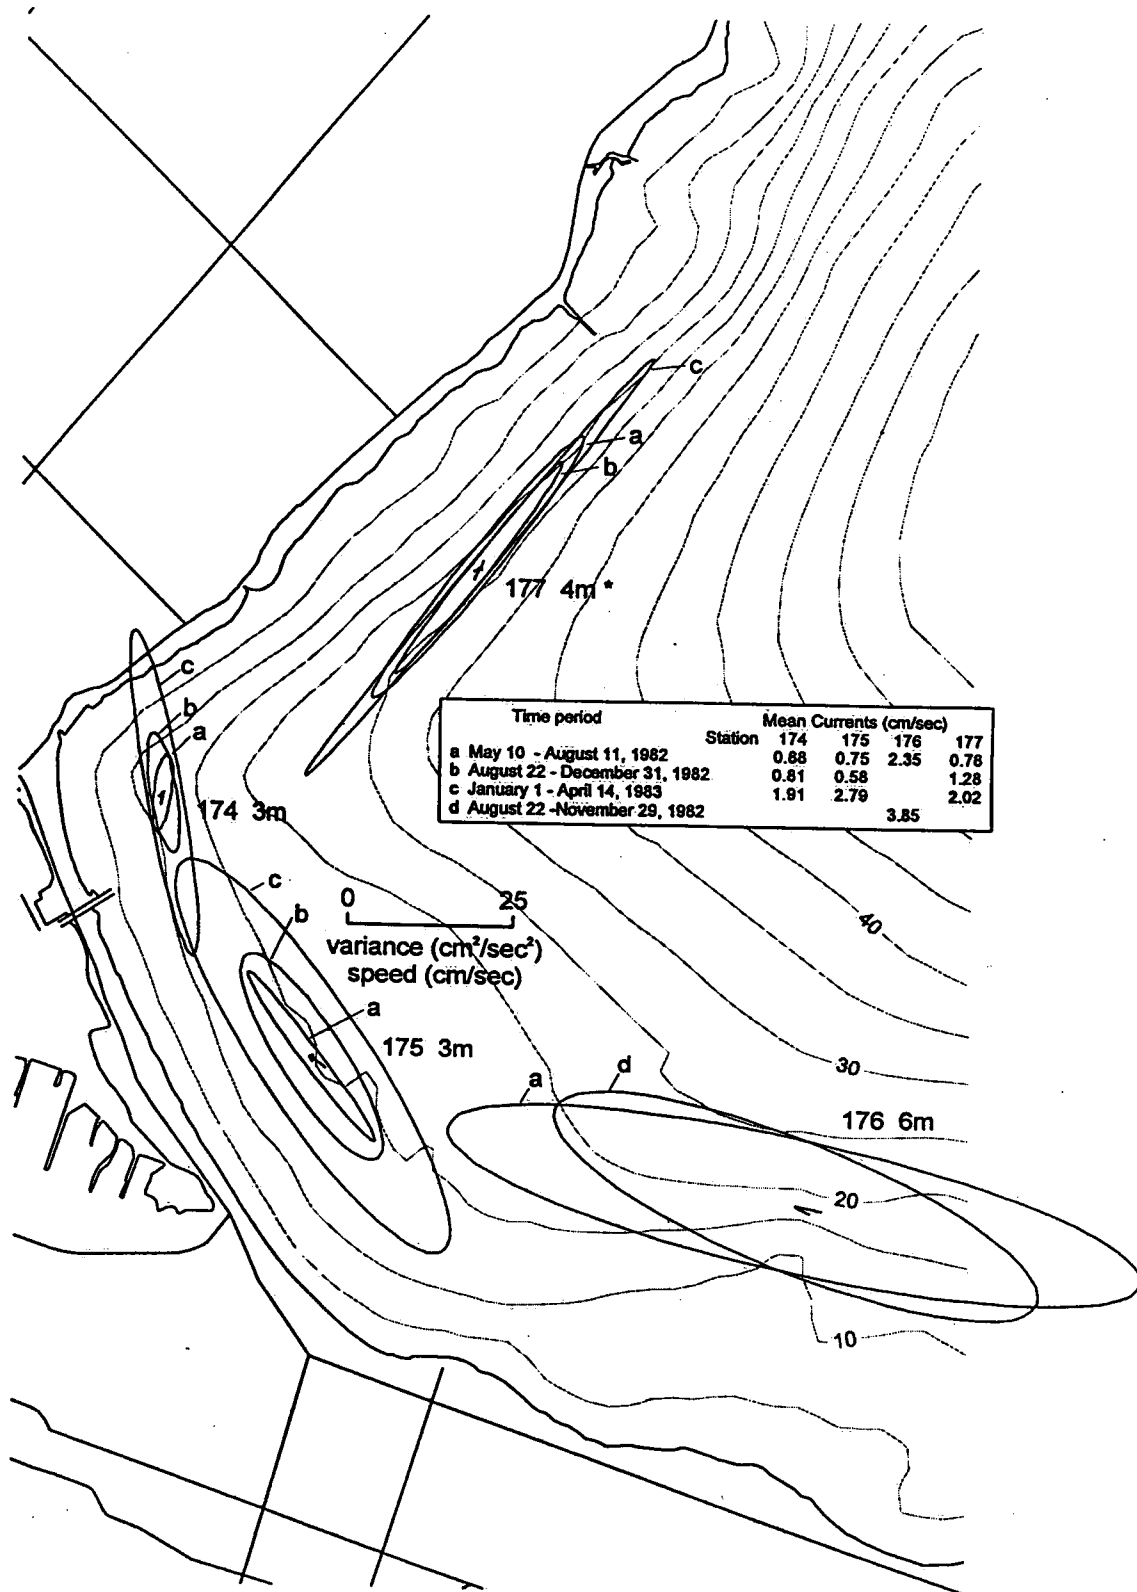 c
a
b
177 4m *
Time period Mean Currents (cm/sec)
Station 174 175 176 177
a May 10 - August 11, 1982 0.68 0.75 2.35 0.78
b August 22 - December 31, 1982 0.81 0.58 1.28
c January 1 - April 14, 1983 1.91 2.79 2.02
d August 22 -November 29, 1982 3.85
c
b
a
174 3m
c
b
0 25
variance (cm²/sec²)
speed (cm/sec)
40
a
175 3m
30
a
d
176 6m
20
10